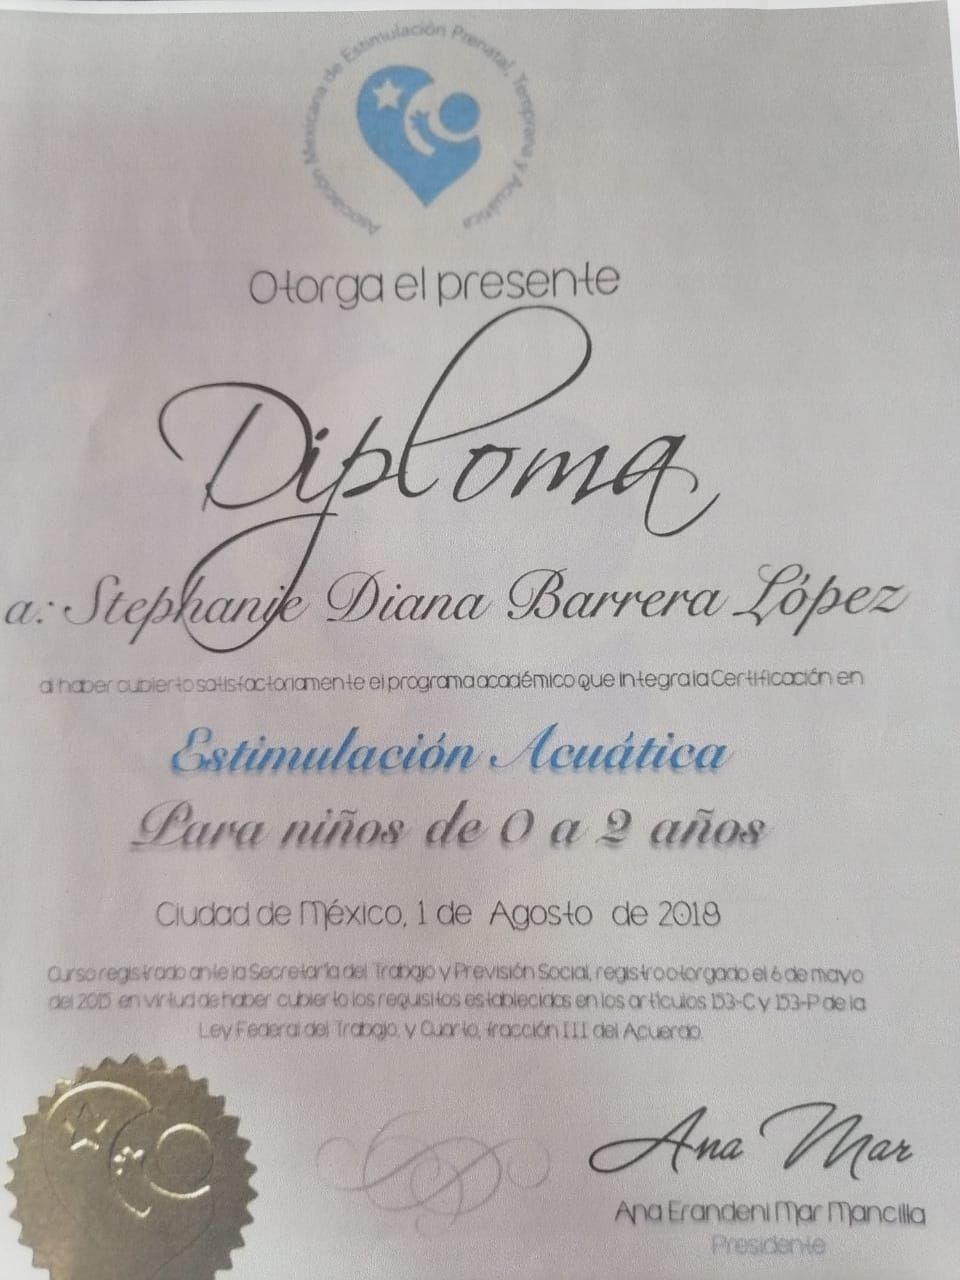 Asociación Mexicana de Estimulación Prenatal, Temprana y Acuática
Otorga el presente
Diploma
a: Stephanie Diana Barrera López
al haber cubierto satisfactoriamente el programa académico que integra la Certificación en
Estimulación Acuática
Para niños de 0 a 2 años
Ciudad de México, 1 de Agosto de 2018
Curso registrado ante la Secretaría del Trabajo y Previsión Social, registro otorgado el 6 de mayo
del 2015 en virtud de haber cubierto los requisitos establecidos en los artículos 153-C y 153-P de la
Ley Federal del Trabajo, y Cuarto, fracción III del Acuerdo.
Ana Mar
Ana Erandeni Mar Mancilla
Presidente